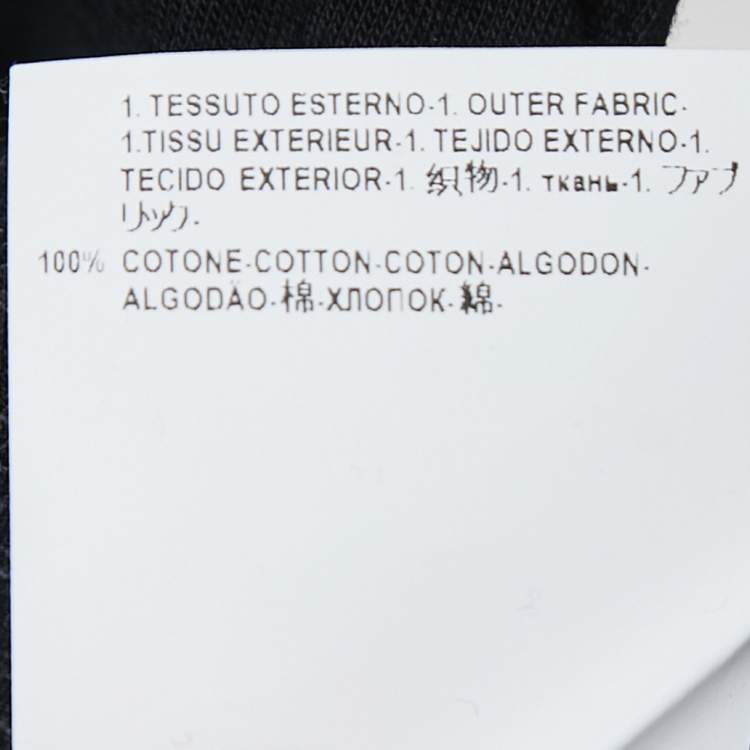 1. TESSUTO ESTERNO-1. OUTER FABRIC-
1.TISSU EXTERIEUR-1. TEJIDO EXTERNO-1.
TECIDO EXTERIOR-1. 织物-1. ткань-1. ファブ
リック-
100% COTONE-COTTON-COTON-ALGODON-
ALGODÃO-棉-ХЛОПОК-綿-